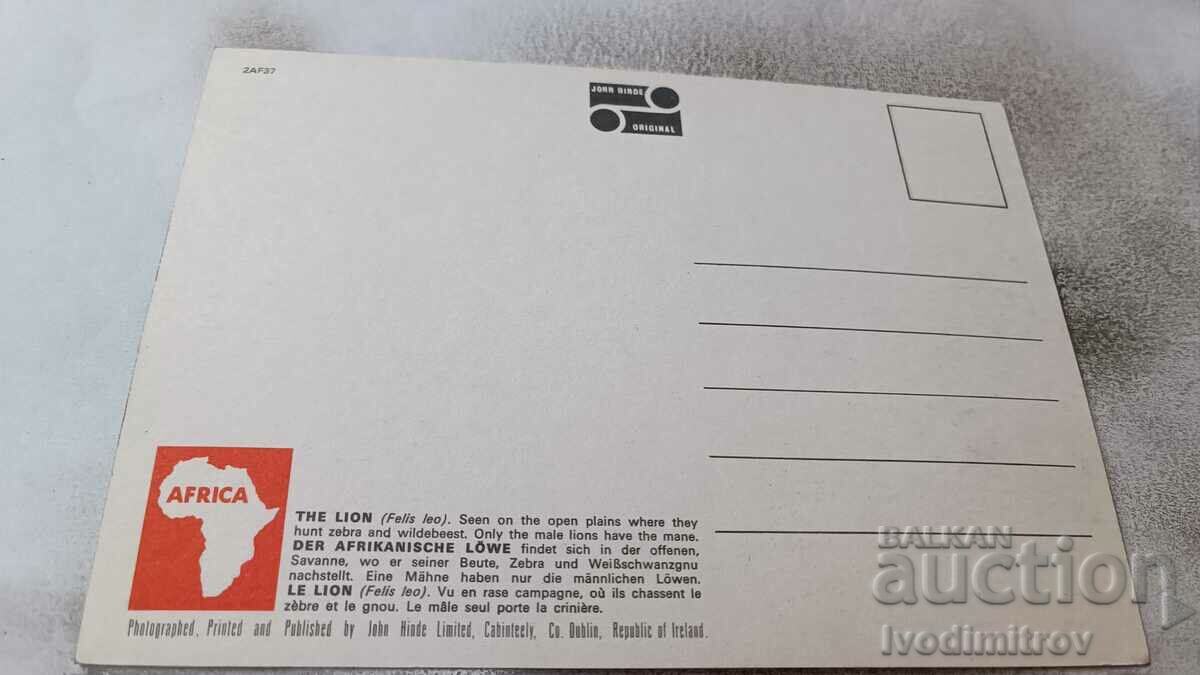 2AF37
JOHN HINDE
ORIGINAL
AFRICA
THE LION (Felis leo). Seen on the open plains where they
hunt zebra and wildebeest. Only the male lions have the mane.
DER AFRIKANISCHE LÖWE findet sich in der offenen,
Savanne, wo er seiner Beute, Zebra und Weißschwanzgnu
nachstellt. Eine Mähne haben nur die männlichen Löwen.
LE LION (Felis leo). Vu en rase campagne, où ils chassent le
zèbre et le gnou. Le mâle seul porte la crinière.
Photographed, Printed and Published by John Hinde Limited, Cabinteely, Co. Dublin, Republic of Ireland.
BALKAN
auction
Ivodimitrov